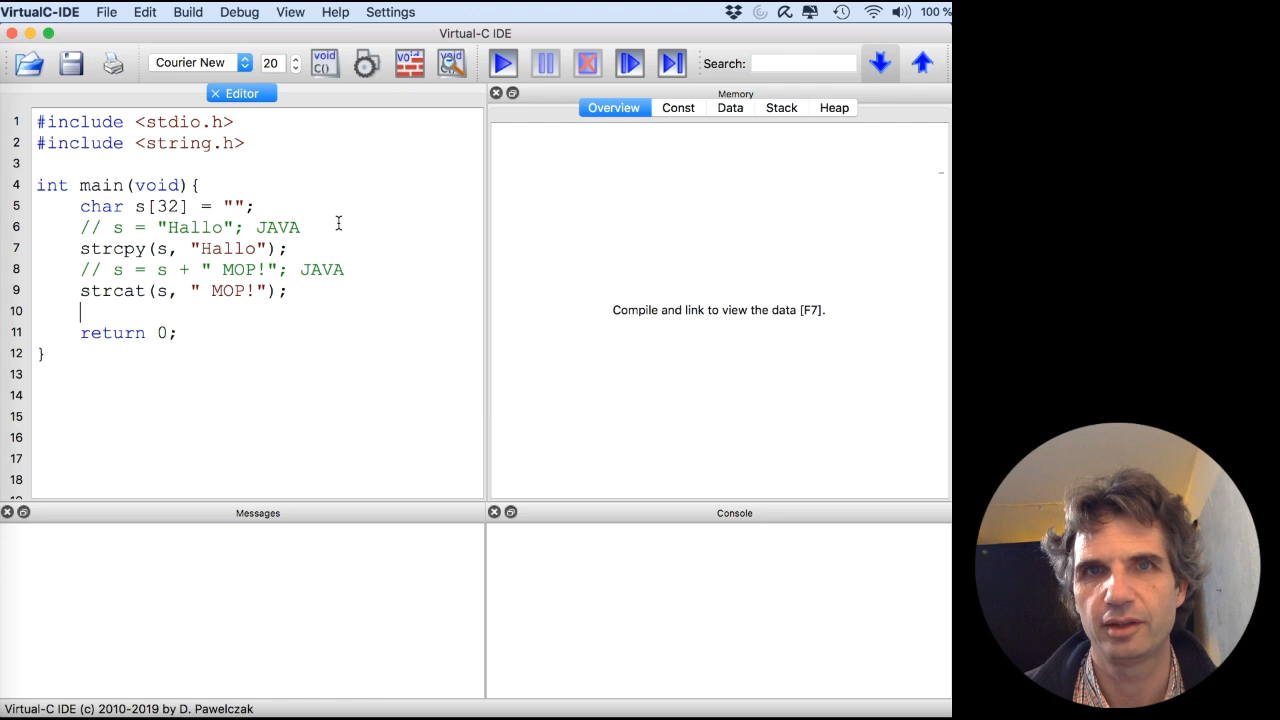 VirtualC-IDE File Edit Build Debug View Help Settings 100 %
Virtual-C IDE
Courier New 20 Search:
Editor
Memory
Overview Const Data Stack Heap
1 #include <stdio.h>
2 #include <string.h>
3
4 int main(void){
5 char s[32] = "";
6 // s = "Hallo"; JAVA
7 strcpy(s, "Hallo");
8 // s = s + " MOP!"; JAVA
9 strcat(s, " MOP!");
10
11 return 0;
12 }
13
14
15
16
17
18
Compile and link to view the data [F7].
Messages
Console
Virtual-C IDE (c) 2010-2019 by D. Pawelczak